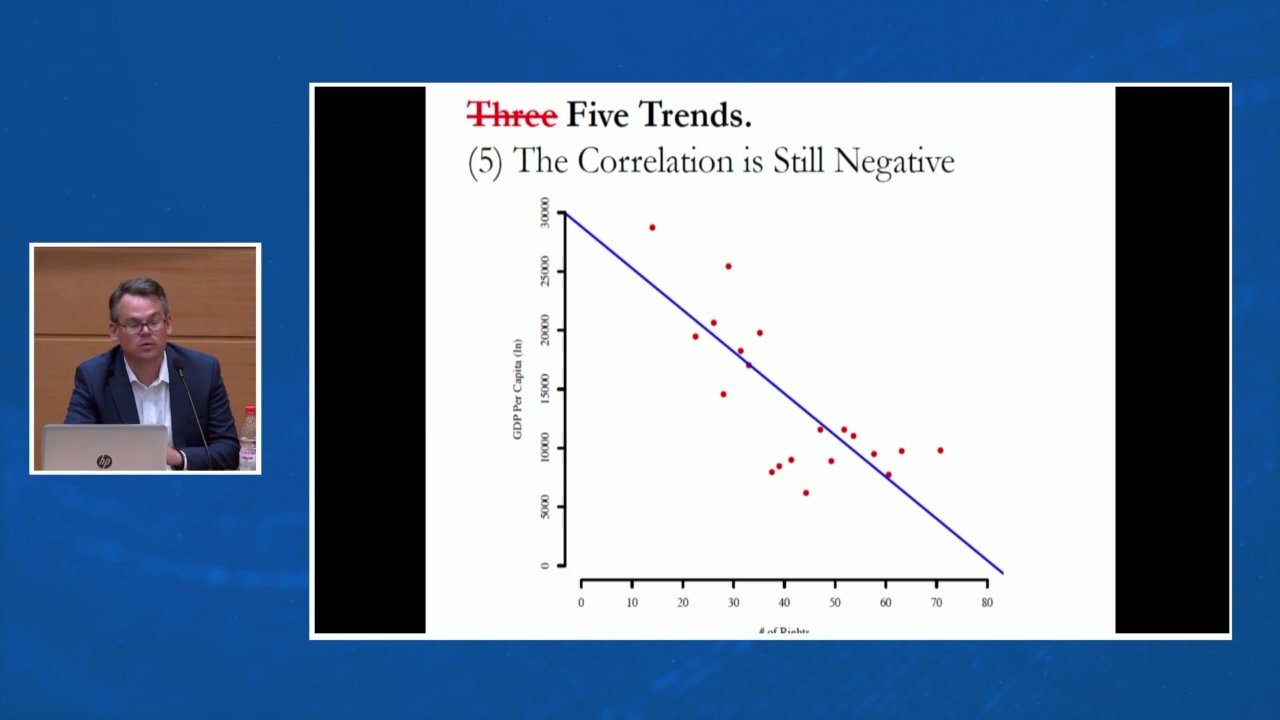 Three Five Trends.
(5) The Correlation is Still Negative
30000
25000
20000
15000
10000
5000
0
GDP Per Capita (ln)
0 10 20 30 40 50 60 70 80
# of Rights
hp